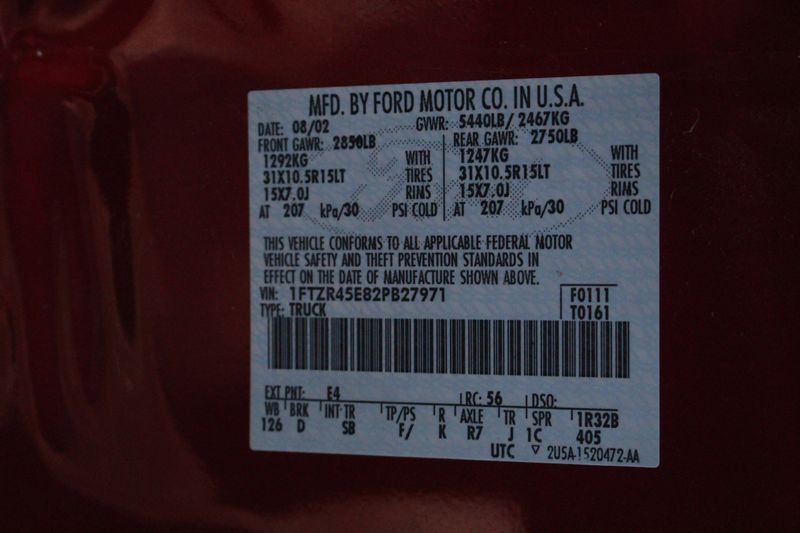 MFD. BY FORD MOTOR CO. IN U.S.A.
DATE: 08/02 GVWR: 5440LB/ 2467KG
FRONT GAWR: 2850LB REAR GAWR: 2750LB
1292KG WITH 1247KG WITH
31X10.5R15LT TIRES 31X10.5R15LT TIRES
15X7.0J RIMS 15X7.0J RIMS
AT 207 kPa/30 PSI COLD AT 207 kPa/30 PSI COLD
THIS VEHICLE CONFORMS TO ALL APPLICABLE FEDERAL MOTOR
VEHICLE SAFETY AND THEFT PREVENTION STANDARDS IN
EFFECT ON THE DATE OF MANUFACTURE SHOWN ABOVE.
VIN: 1FTZR45E82PB27971 F0111
TYPE: TRUCK T0161
EXT PNT: E4 RC: 56 DSO:
WB BRK INT TR TP/PS R AXLE TR SPR 1R32B
126 D SB F/ K R7 J 1C 405
UTC ▽ 2U5A-1520472-AA